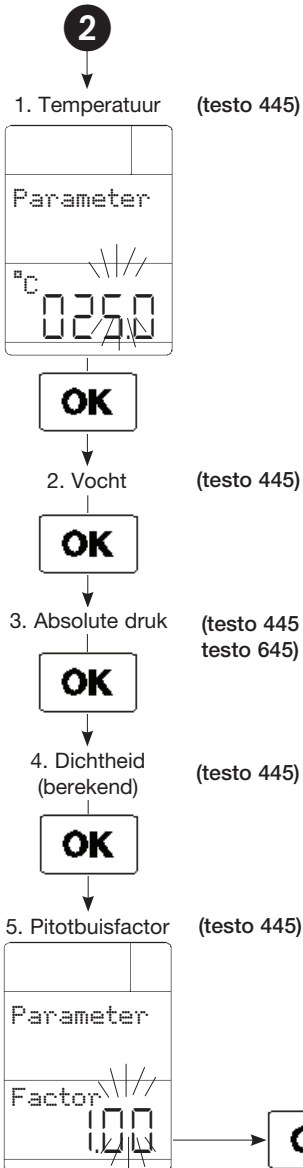 2
1. Temperatuur (testo 445)
Parameter
°C
025.0
OK
2. Vocht (testo 445)
OK
3. Absolute druk (testo 445
testo 645)
OK
4. Dichtheid
(berekend) (testo 445)
OK
5. Pitotbuisfactor (testo 445)
Parameter
Factor
1.00